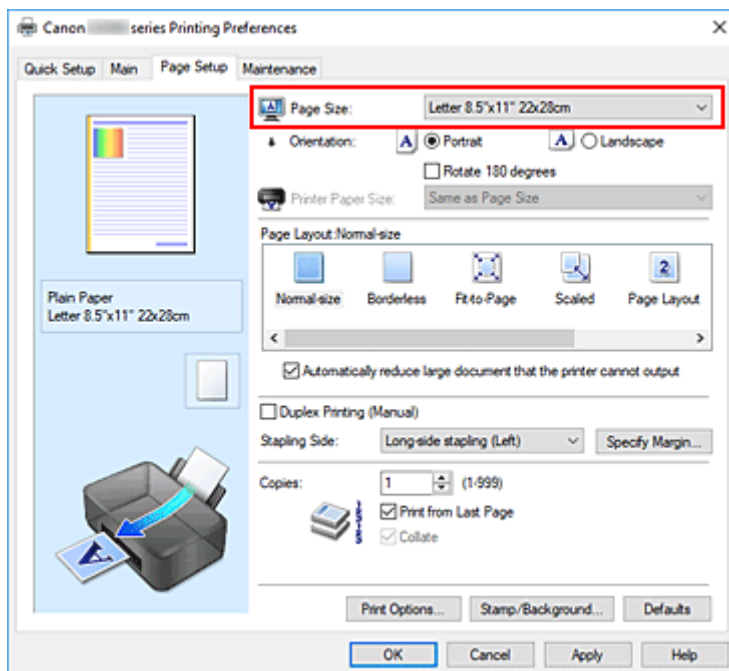 Canon series Printing Preferences
Quick Setup Main Page Setup Maintenance
Page Size: Letter 8.5"x11" 22x28cm
Orientation: A Portrait A Landscape
Rotate 180 degrees
Printer Paper Size: Same as Page Size
Page Layout:Normal-size
2
Normal-size Borderless Fit-to-Page Scaled Page Layout
Plain Paper
Letter 8.5"x11" 22x28cm
Automatically reduce large document that the printer cannot output
Duplex Printing (Manual)
Stapling Side: Long-side stapling (Left) Specify Margin...
Copies: 1 (1-999)
Print from Last Page
Collate
A
Print Options... Stamp/Background... Defaults
OK Cancel Apply Help